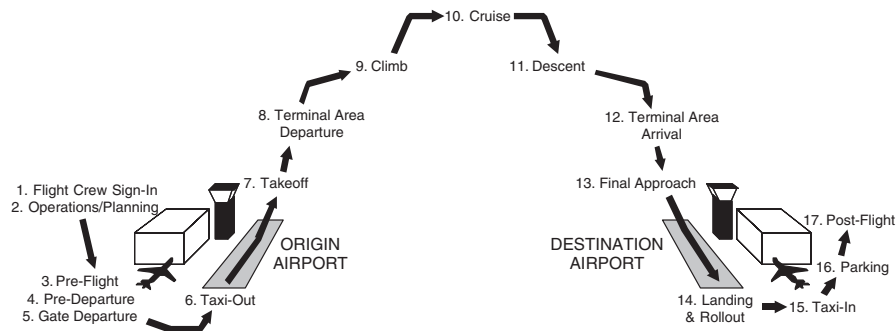 1. Flight Crew Sign-In
2. Operations/Planning
3. Pre-Flight
4. Pre-Departure
5. Gate Departure
6. Taxi-Out
7. Takeoff
ORIGIN
AIRPORT
8. Terminal Area
Departure
9. Climb
10. Cruise
11. Descent
12. Terminal Area
Arrival
13. Final Approach
DESTINATION
AIRPORT
14. Landing
& Rollout
15. Taxi-In
16. Parking
17. Post-Flight